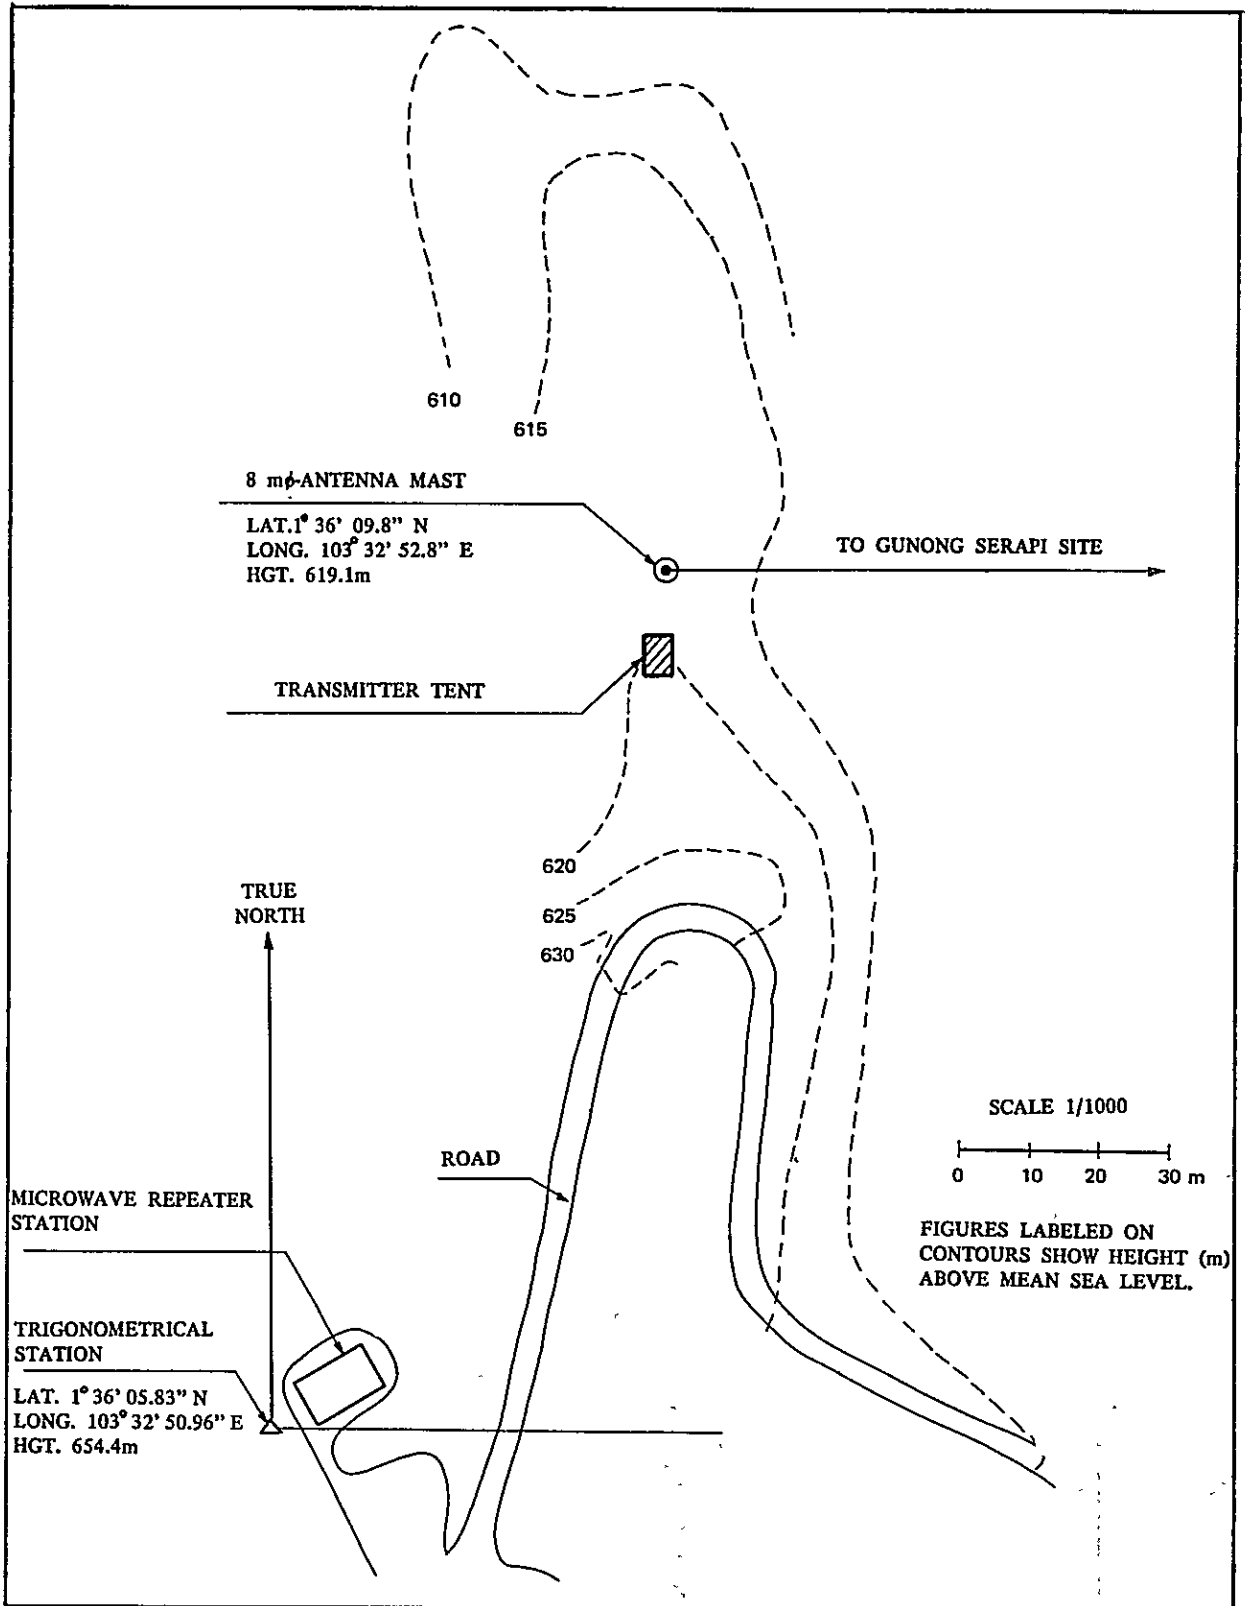 610
615
8 mϕ-ANTENNA MAST
LAT.1° 36' 09.8" N
LONG. 103° 32' 52.8" E
HGT. 619.1m
TO GUNONG SERAPI SITE
TRANSMITTER TENT
620
625
630
TRUE
NORTH
SCALE 1/1000
0 10 20 30 m
ROAD
MICROWAVE REPEATER
STATION
FIGURES LABELED ON
CONTOURS SHOW HEIGHT (m)
ABOVE MEAN SEA LEVEL.
TRIGONOMETRICAL
STATION
LAT. 1° 36' 05.83" N
LONG. 103° 32' 50.96" E
HGT. 654.4m